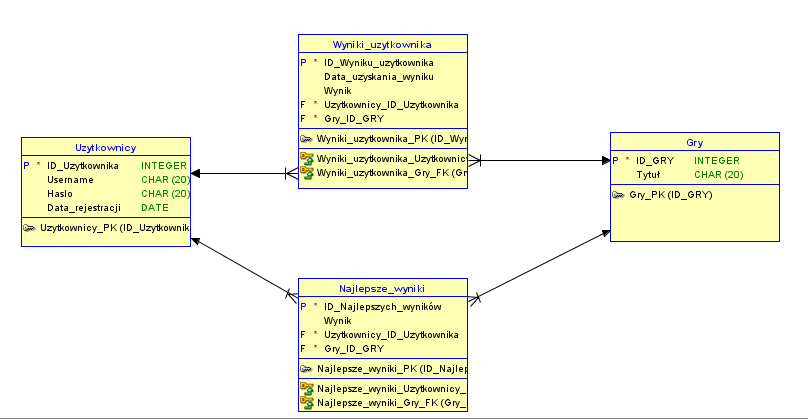 Wyniki_uzytkownika
P * ID_Wyniku_uzytkownika
Data_uzyskania_wyniku
Wynik
F * Uzytkownicy_ID_Uzytkownika
F * Gry_ID_GRY
Wyniki_uzytkownika_PK (ID_Wyn
Wyniki_uzytkownika_Uzytkownic
Wyniki_uzytkownika_Gry_FK (Gr
Uzytkownicy
P * ID_Uzytkownika INTEGER
Username CHAR (20)
Haslo CHAR (20)
Data_rejestracji DATE
Uzytkownicy_PK (ID_Uzytkownik
Gry
P * ID_GRY INTEGER
Tytuł CHAR (20)
Gry_PK (ID_GRY)
Najlepsze_wyniki
P * ID_Najlepszych_wyników
Wynik
F * Uzytkownicy_ID_Uzytkownika
F * Gry_ID_GRY
Najlepsze_wyniki_PK (ID_Najlep
Najlepsze_wyniki_Uzytkownicy_
Najlepsze_wyniki_Gry_FK (Gry_